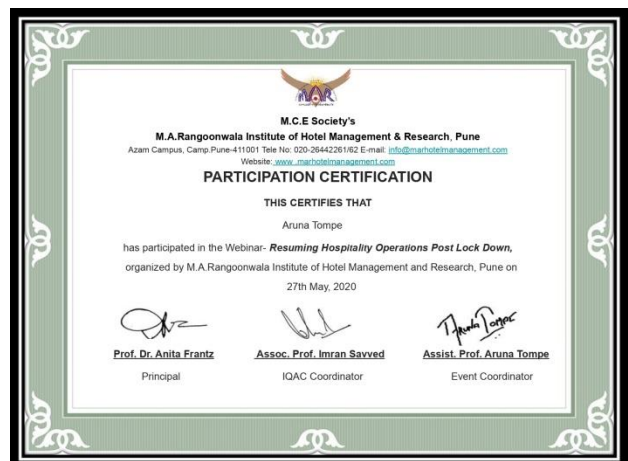 MAR
M.C.E Society's
M.A.Rangoonwala Institute of Hotel Management & Research, Pune
Azam Campus, Camp.Pune-411001 Tele No: 020-26442261/62 E-mail: info@marhotelmanagement.com
Website: www .marhotelmanagement.com
PARTICIPATION CERTIFICATION
THIS CERTIFIES THAT
Aruna Tompe
has participated in the Webinar- Resuming Hospitality Operations Post Lock Down,
organized by M.A.Rangoonwala Institute of Hotel Management and Research, Pune on
27th May, 2020
Aruna Tompe
Prof. Dr. Anita Frantz Assoc. Prof. Imran Savved Assist. Prof. Aruna Tompe
Principal IQAC Coordinator Event Coordinator